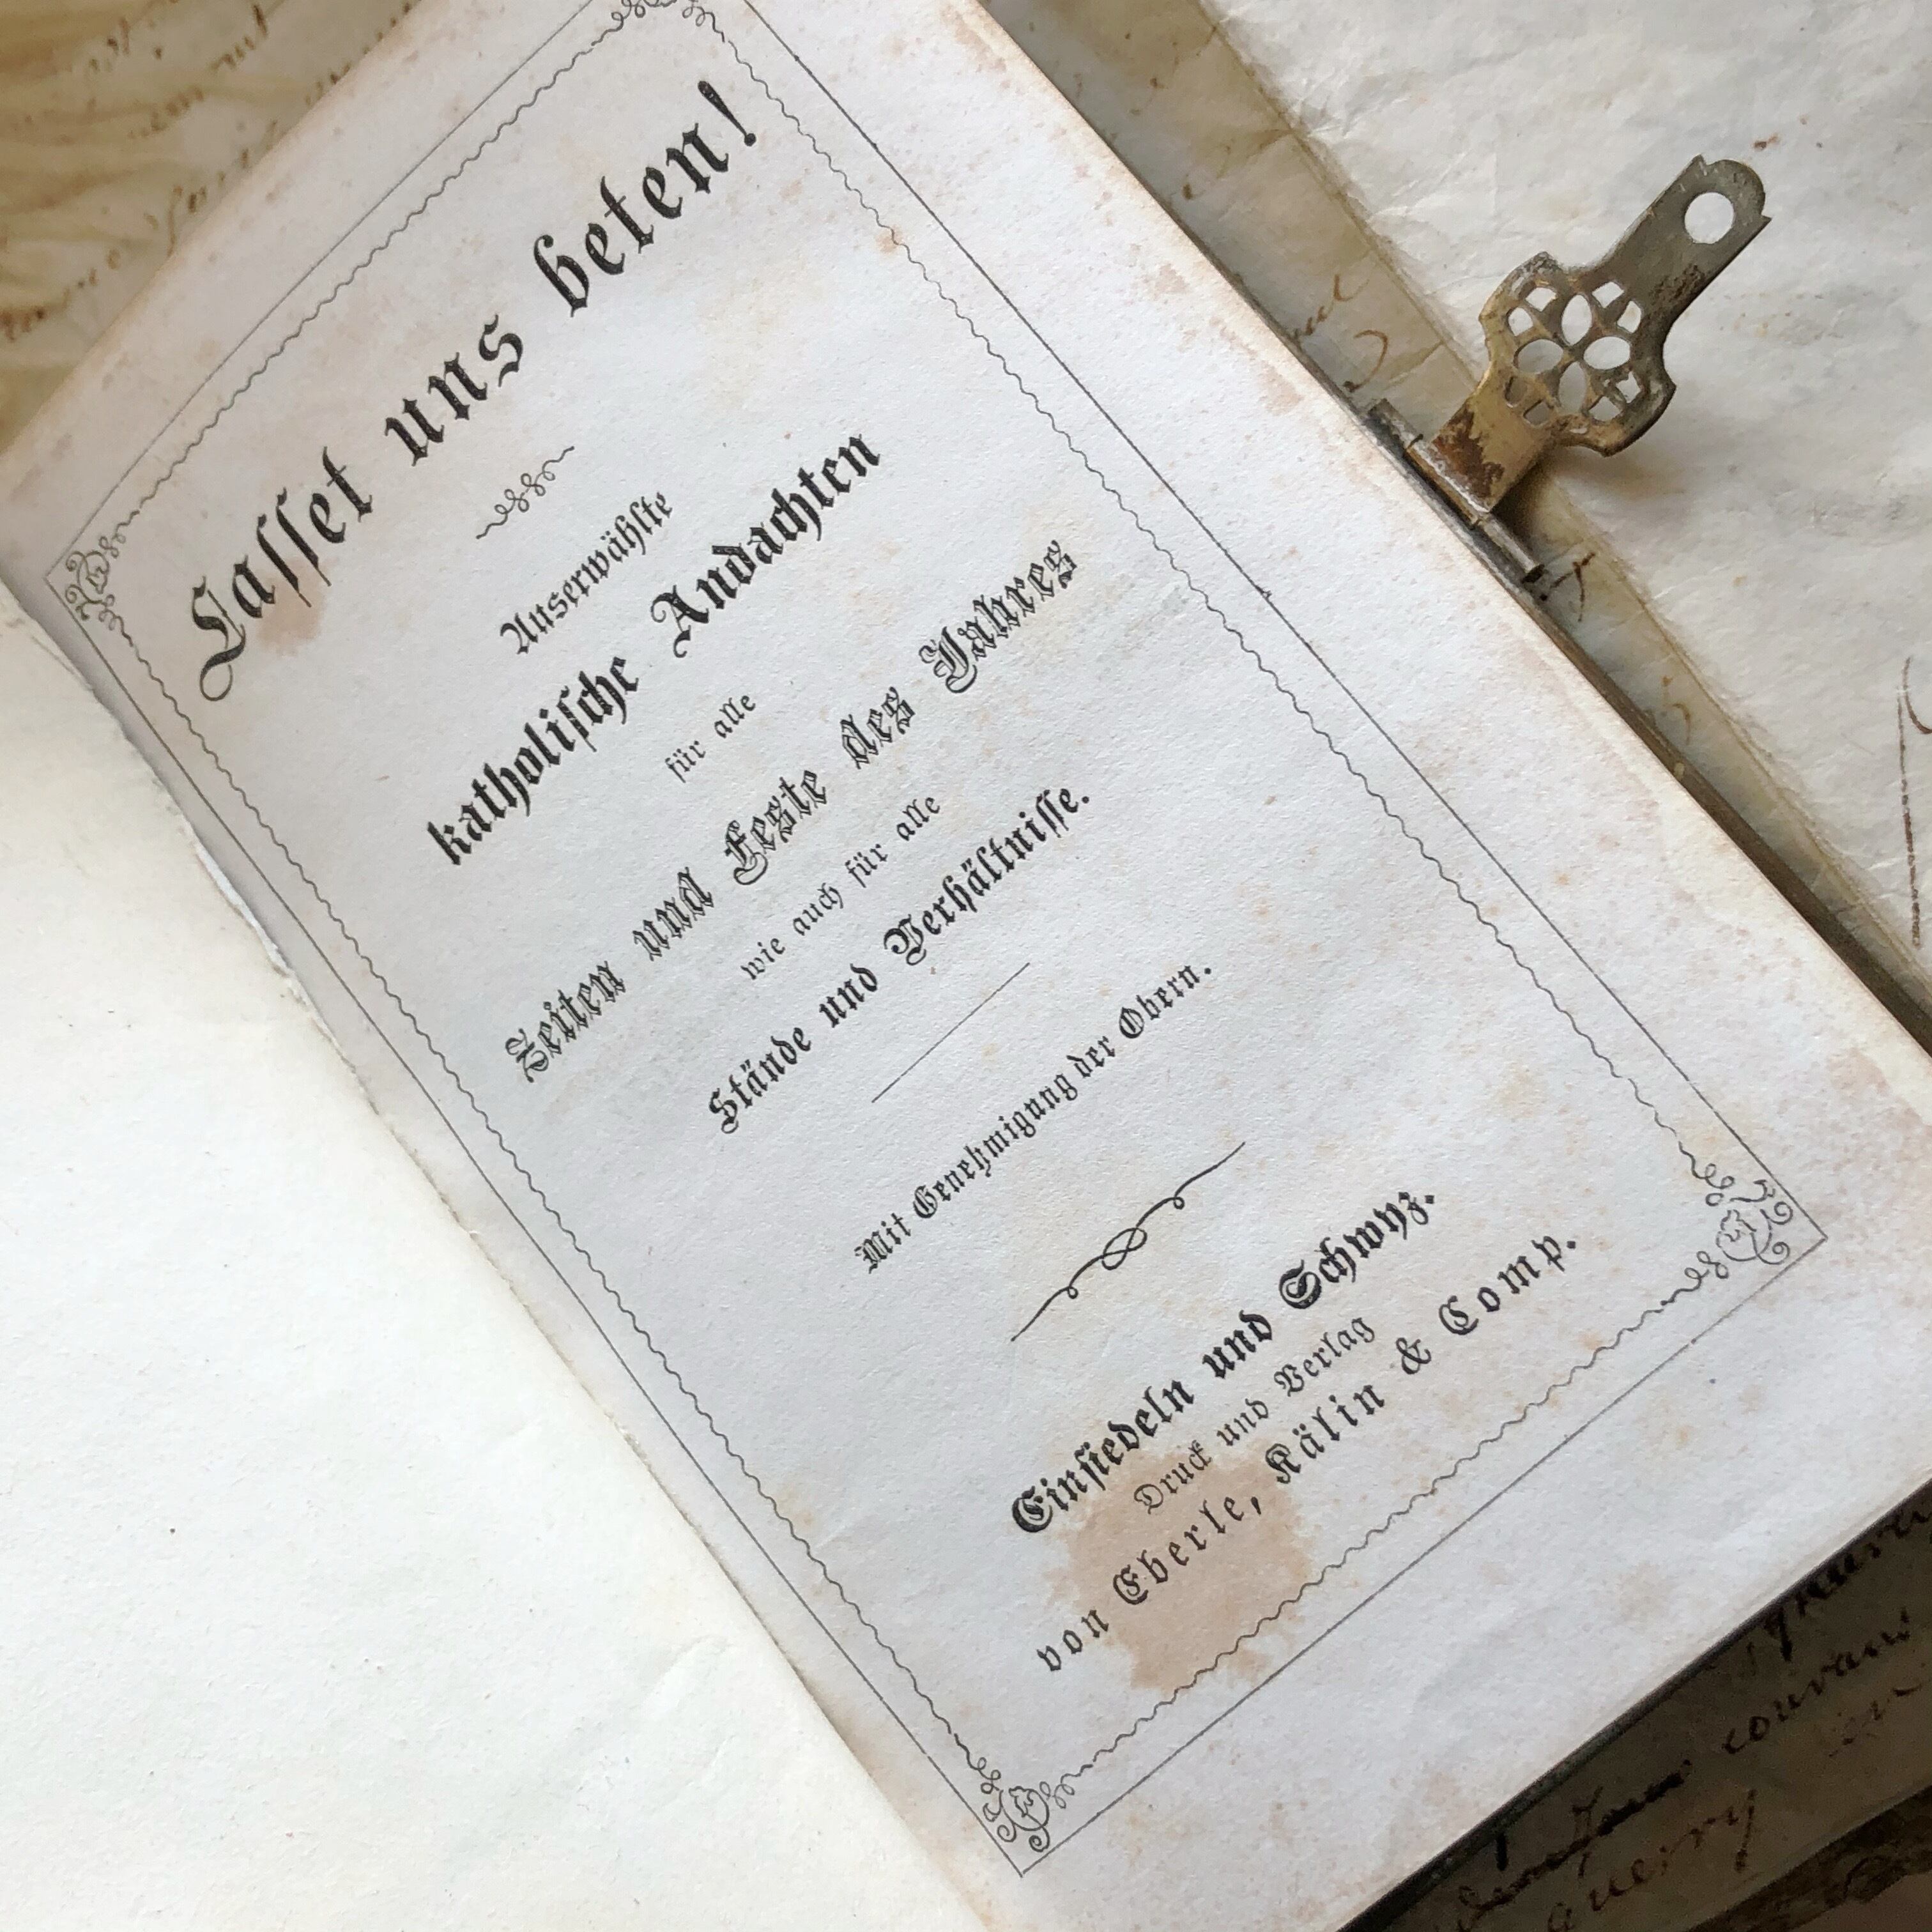 Lasset uns beten!
Auserwählte
katholische Andachten
für alle
Zeiten und Feste des Jahres
wie auch für alle
Stände und Verhältnisse.
Mit Genehmigung der Obern.
Einsiedeln und Schwyz.
Druck und Verlag
von Eberle, Kälin & Comp.
courant